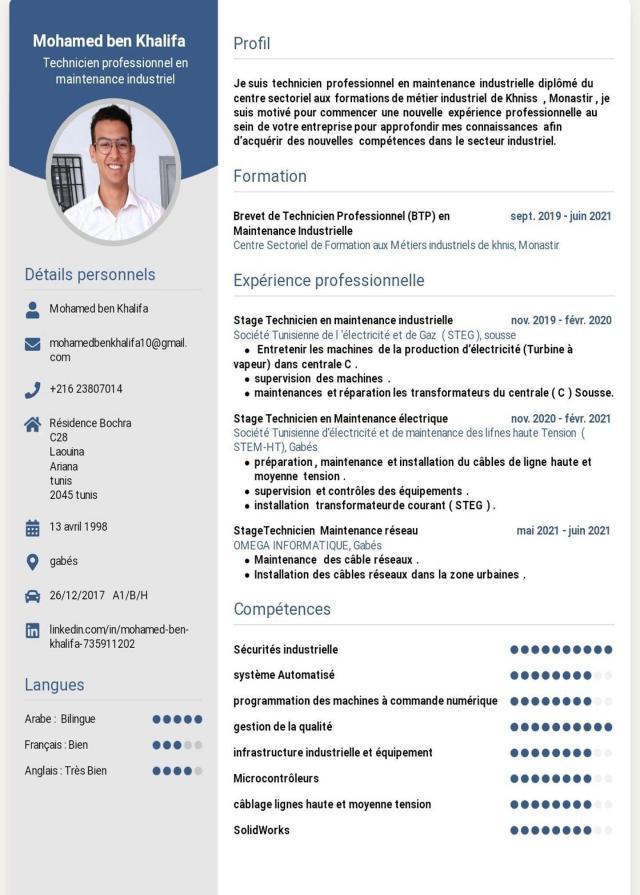 Mohamed ben Khalifa
Technicien professionnel en
maintenance industriel
Détails personnels
Mohamed ben Khalifa
mohamedbenkhalifa10@gmail.
com
+216 23807014
Résidence Bochra
C28
Laouina
Ariana
tunis
2045 tunis
13 avril 1998
gabés
26/12/2017 A1/B/H
linkedin.com/in/mohamed-ben-
khalifa-735911202
Langues
Arabe : Bilingue
Français : Bien
Anglais : Très Bien
Profil
Je suis technicien professionnel en maintenance industrielle diplômé du
centre sectoriel aux formations de métier industriel de Khniss , Monastir , je
suis motivé pour commencer une nouvelle expérience professionnelle au
sein de votre entreprise pour approfondir mes connaissances afin
d'acquérir des nouvelles compétences dans le secteur industriel.
Formation
Brevet de Technicien Professionnel (BTP) en sept. 2019 - juin 2021
Maintenance Industrielle
Centre Sectoriel de Formation aux Métiers industriels de khnis, Monastir
Expérience professionnelle
Stage Technicien en maintenance industrielle nov. 2019 - févr. 2020
Société Tunisienne de l 'électricité et de Gaz ( STEG ), sousse
• Entretenir les machines de la production d'électricité (Turbine à
vapeur) dans centrale C .
• supervision des machines .
• maintenances et réparation les transformateurs du centrale ( C ) Sousse.
Stage Technicien en Maintenance électrique nov. 2020 - févr. 2021
Société Tunisienne d'électricité et de maintenance des lifnes haute Tension (
STEM-HT), Gabés
• préparation , maintenance et installation du câbles de ligne haute et
moyenne tension .
• supervision et contrôles des équipements .
• installation transformateur de courant ( STEG ) .
StageTechnicien Maintenance réseau mai 2021 - juin 2021
OMEGA INFORMATIQUE, Gabés
• Maintenance des câble réseaux .
• Installation des câbles réseaux dans la zone urbaines .
Compétences
Sécurités industrielle
système Automatisé
programmation des machines à commande numérique
gestion de la qualité
infrastructure industrielle et équipement
Microcontrôleurs
câblage lignes haute et moyenne tension
SolidWorks